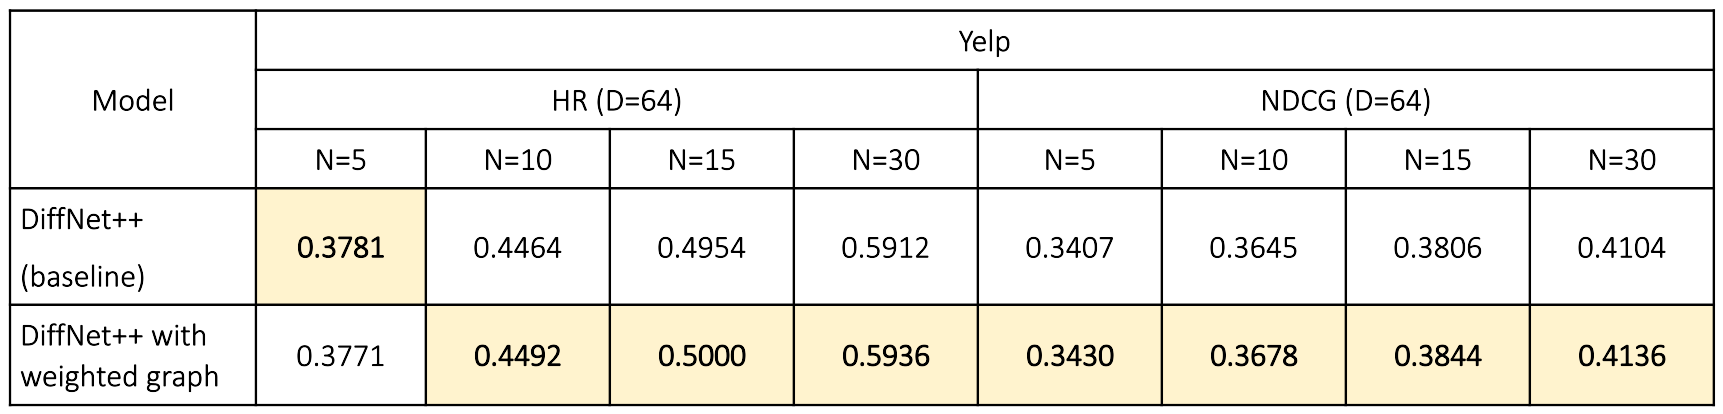 Model
Yelp
HR (D=64)
NDCG (D=64)
N=5
N=10
N=15
N=30
N=5
N=10
N=15
N=30
DiffNet++
(baseline)
0.3781
0.4464
0.4954
0.5912
0.3407
0.3645
0.3806
0.4104
DiffNet++ with
weighted graph
0.3771
0.4492
0.5000
0.5936
0.3430
0.3678
0.3844
0.4136